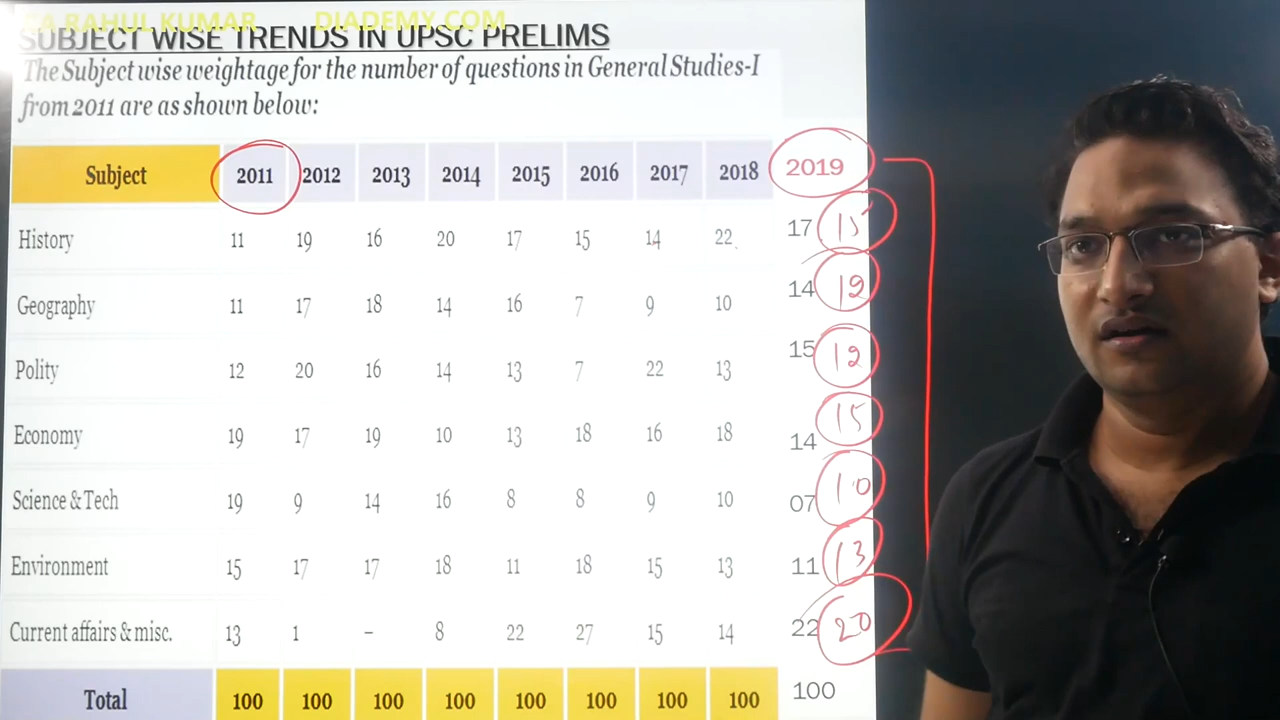 CA RAHUL KUMAR DIADEMY.COM
SUBJECT WISE TRENDS IN UPSC PRELIMS
The Subject wise weightage for the number of questions in General Studies-I
from 2011 are as shown below:
Subject 2011 2012 2013 2014 2015 2016 2017 2018 2019
History 11 19 16 20 17 15 14 22 17 15
Geography 11 17 18 14 16 7 9 10 14 12
Polity 12 20 16 14 13 7 22 13 15 12
Economy 19 17 19 10 13 18 16 18 14 15
Science & Tech 19 9 14 16 8 8 9 10 07 10
Environment 15 17 17 18 11 18 15 13 11 13
Current affairs & misc. 13 1 – 8 22 27 15 14 22 20
Total 100 100 100 100 100 100 100 100 100